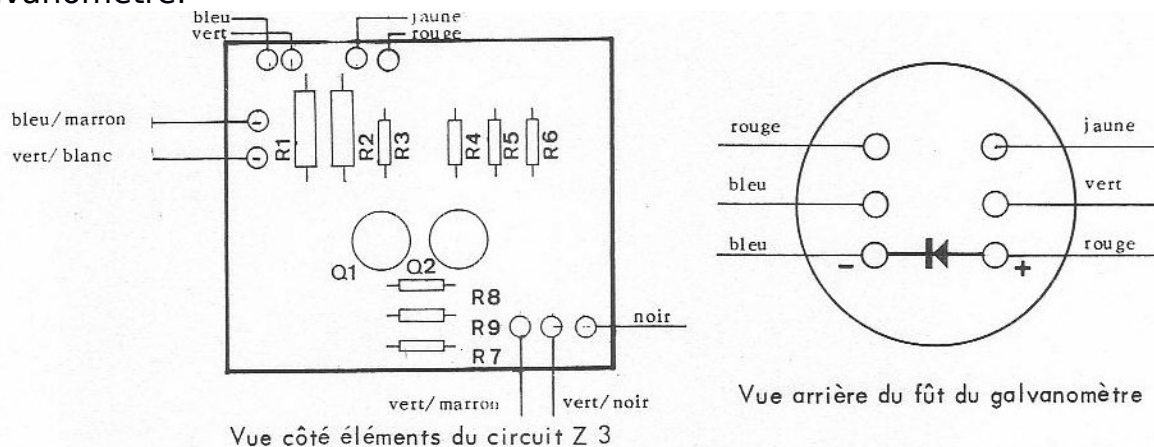 vanomètre.
bleu
vert
jaune
rouge
bleu/marron
vert/blanc
R1
R2
R3
R4
R5
R6
Q1
Q2
R8
R9
R7
noir
vert/marron
vert/noir
Vue côté éléments du circuit Z 3
rouge
jaune
bleu
vert
bleu
rouge
-
+
Vue arrière du fût du galvanomètre